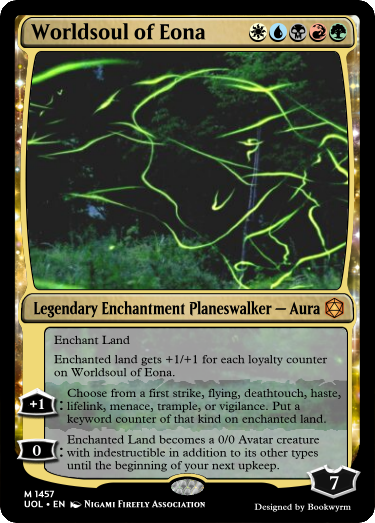 Worldsoul of Eona
Legendary Enchantment Planeswalker — Aura
Enchant Land
Enchanted land gets +1/+1 for each loyalty counter
on Worldsoul of Eona.
+1: Choose from a first strike, flying, deathtouch, haste,
lifelink, menace, trample, or vigilance. Put a
keyword counter of that kind on enchanted land.
0: Enchanted Land becomes a 0/0 Avatar creature
with indestructible in addition to its other types
until the beginning of your next upkeep.
7
M 1457
UOL • EN Nigami Firefly Association
Designed by Bookwyrm